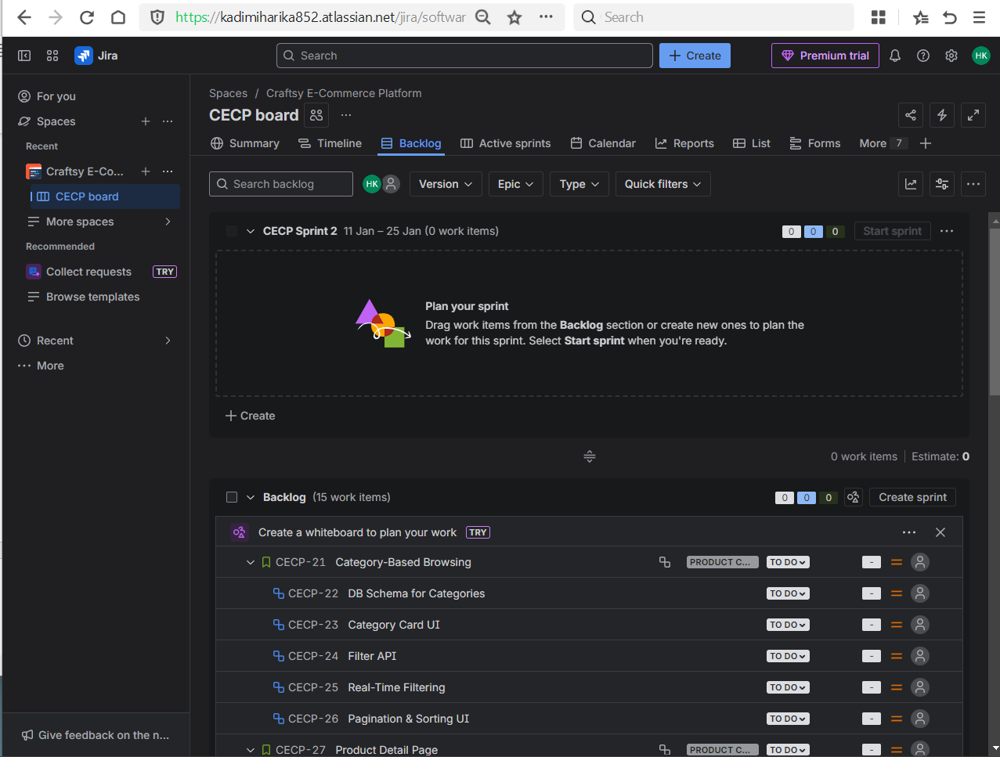 https://kadimiharika852.atlassian.net/jira/softwar
Search
Jira
Search
Create
Premium trial
HK
For you
Spaces
Recent
Craftsy E-Co...
CECP board
More spaces
Recommended
Collect requests TRY
Browse templates
Recent
More
Give feedback on the n...
Spaces / Craftsy E-Commerce Platform
CECP board
Summary Timeline Backlog Active sprints Calendar Reports List Forms More 7
Search backlog HK Version Epic Type Quick filters
CECP Sprint 2 11 Jan – 25 Jan (0 work items) 0 0 0 Start sprint
Plan your sprint
Drag work items from the Backlog section or create new ones to plan the
work for this sprint. Select Start sprint when you're ready.
Create
0 work items Estimate: 0
Backlog (15 work items) 0 0 0 Create sprint
Create a whiteboard to plan your work TRY
CECP-21 Category-Based Browsing PRODUCT C... TO DO -
CECP-22 DB Schema for Categories TO DO -
CECP-23 Category Card UI TO DO -
CECP-24 Filter API TO DO -
CECP-25 Real-Time Filtering TO DO -
CECP-26 Pagination & Sorting UI TO DO -
CECP-27 Product Detail Page PRODUCT C... TO DO -